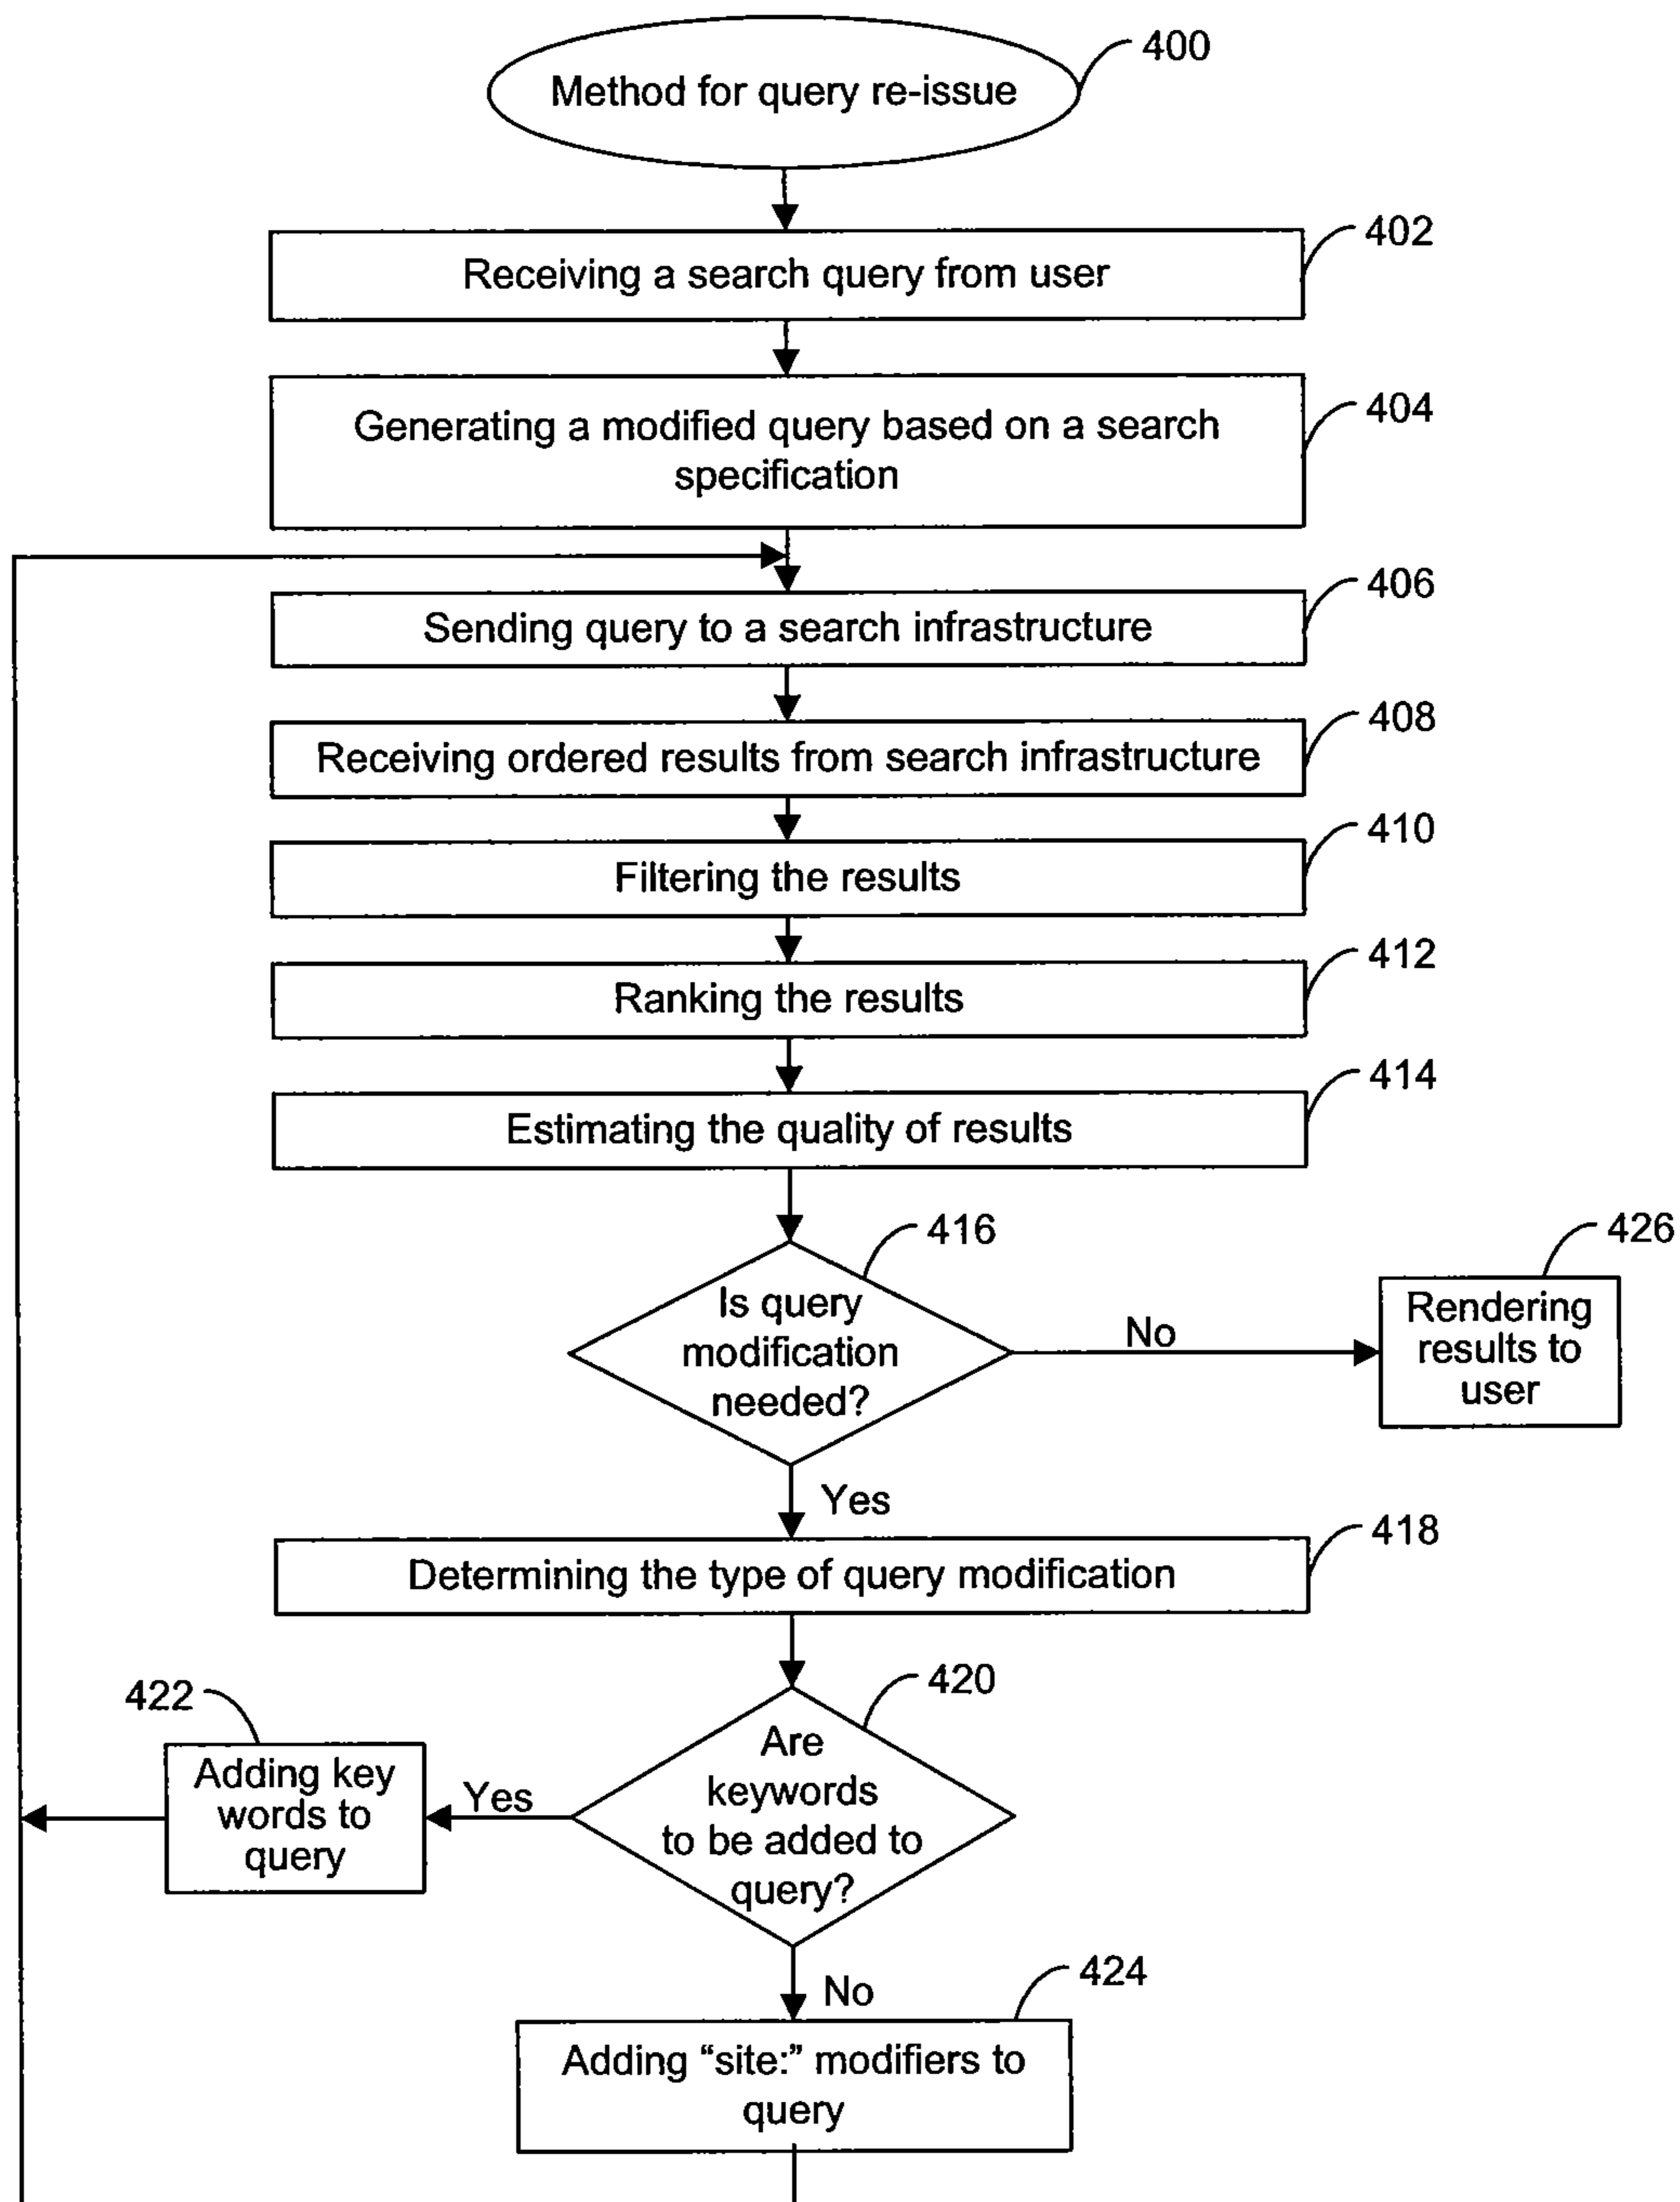 400
Method for query re-issue
402
Receiving a search query from user
404
Generating a modified query based on a search
specification
406
Sending query to a search infrastructure
408
Receiving ordered results from search infrastructure
410
Filtering the results
412
Ranking the results
414
Estimating the quality of results
416
Is query
modification
needed?
No
426
Rendering
results to
user
Yes
418
Determining the type of query modification
420
Are
keywords
to be added to
query?
Yes
422
Adding key
words to
query
No
424
Adding “site:” modifiers to
query